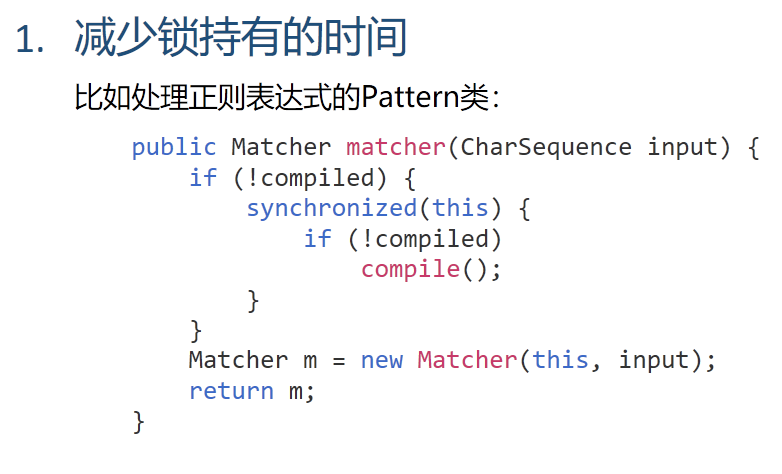 1. 减少锁持有的时间
比如处理正则表达式的Pattern类：
public Matcher matcher(CharSequence input) {
    if (!compiled) {
        synchronized(this) {
            if (!compiled)
                compile();
        }
    }
    Matcher m = new Matcher(this, input);
    return m;
}